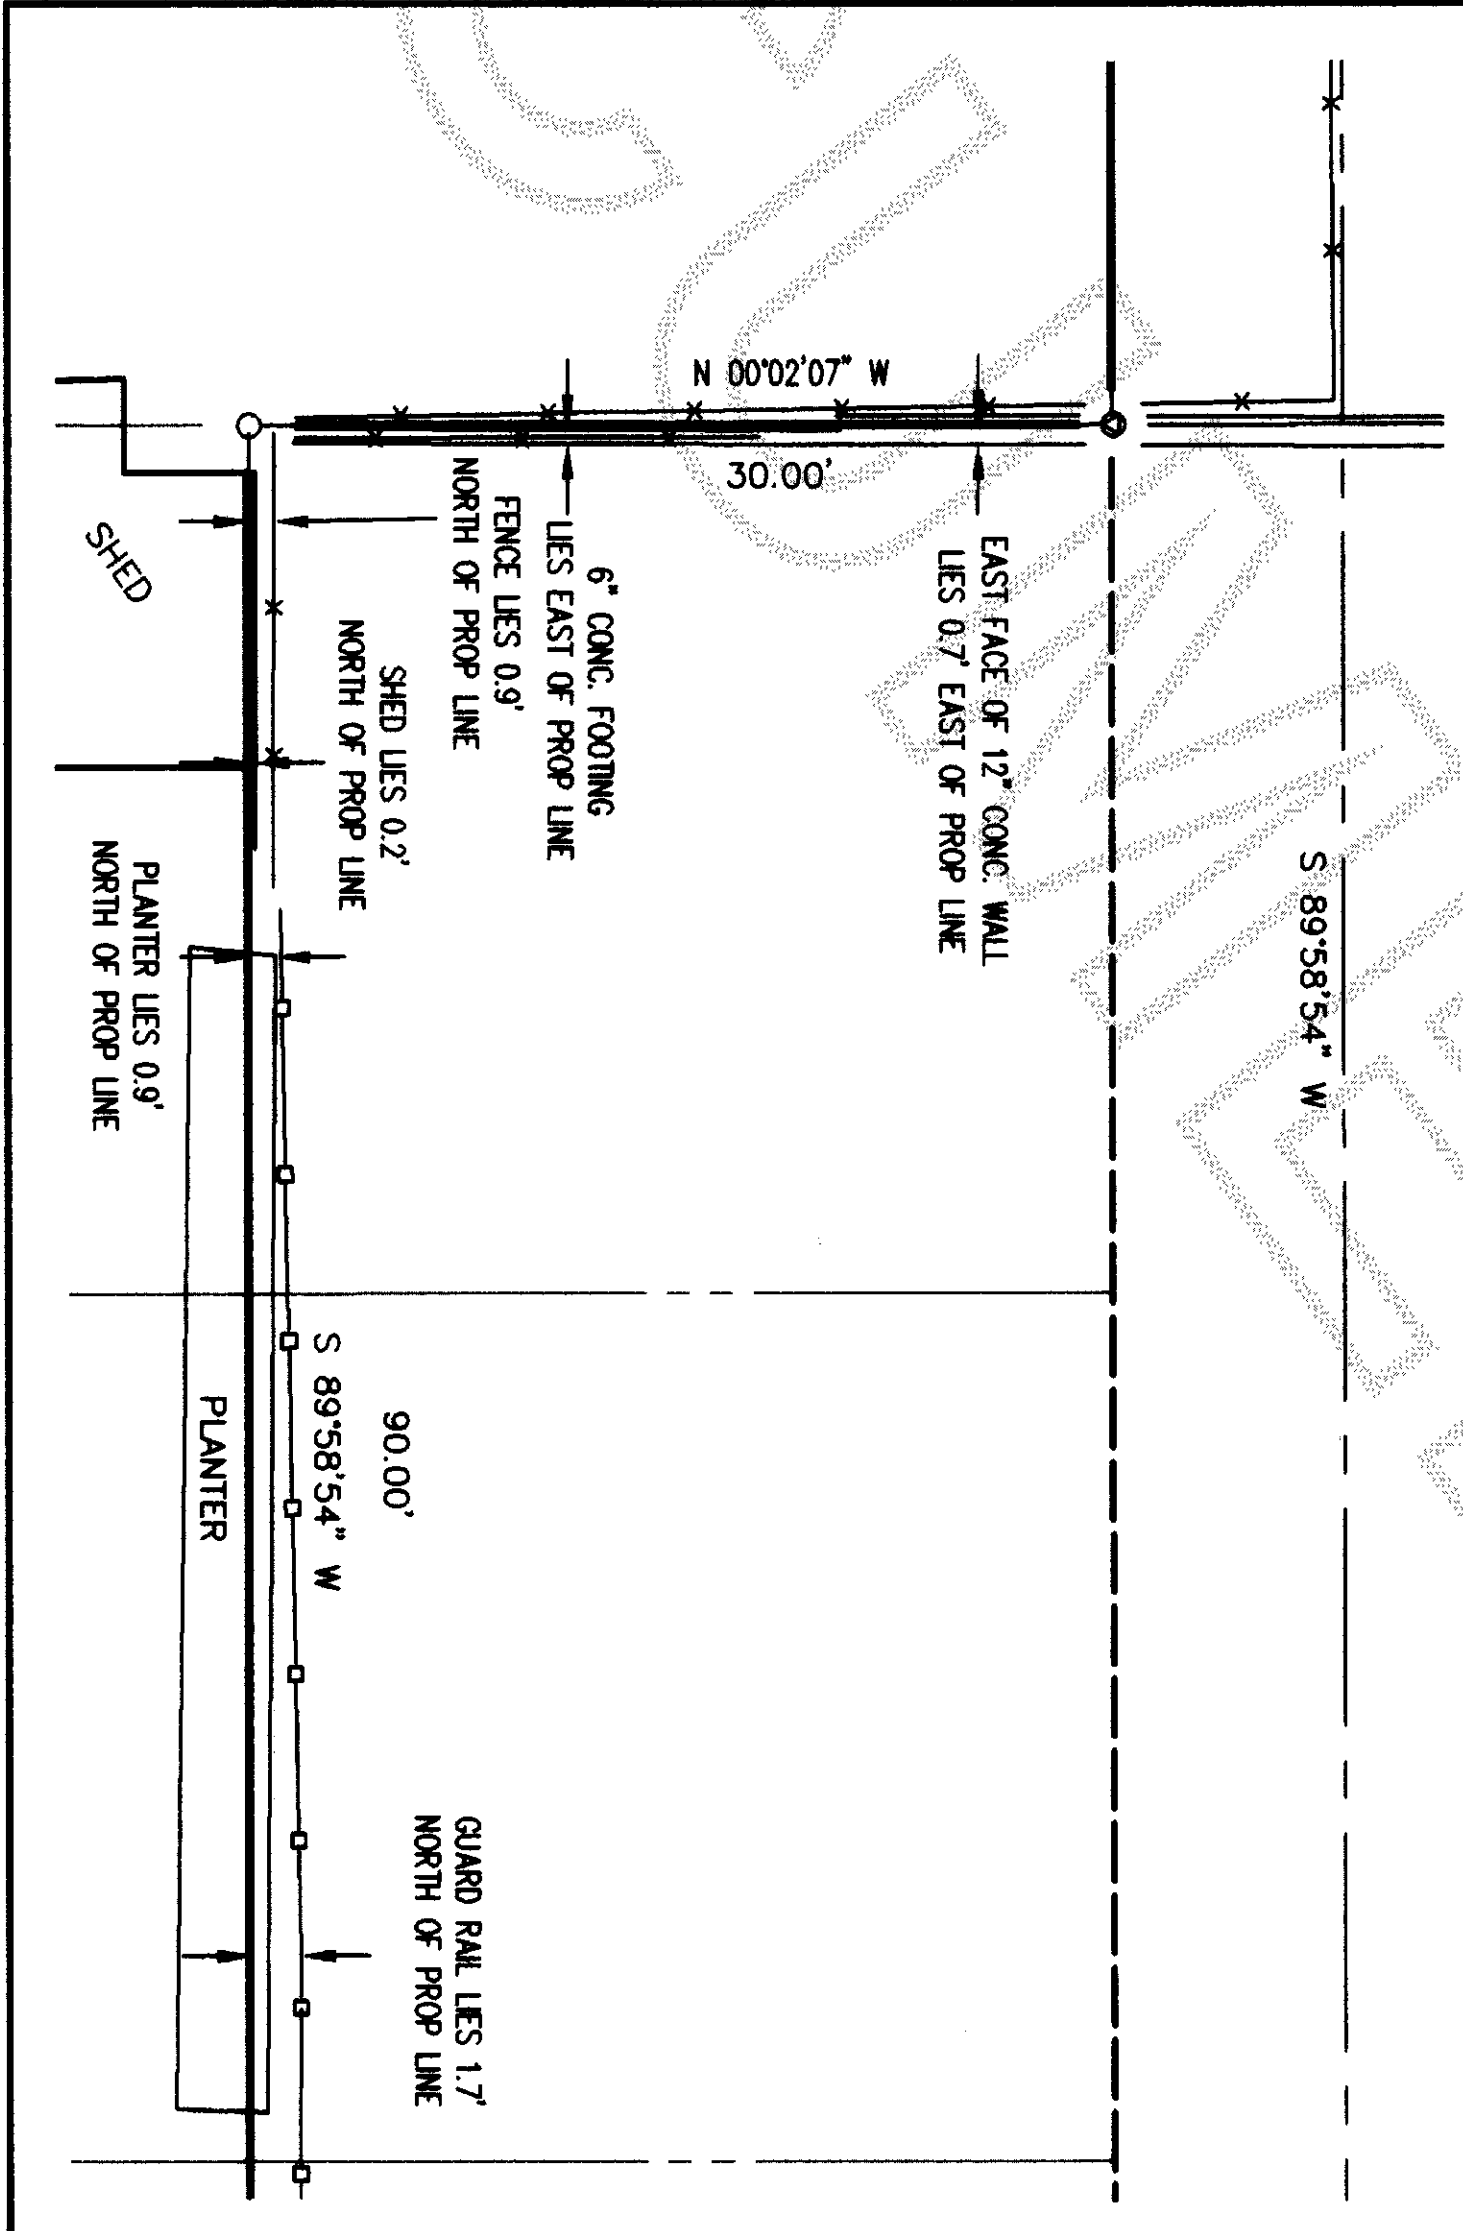 N 00°02'07" W
30.00'
EAST FACE OF 12" CONC. WALL
LIES 0.7' EAST OF PROP LINE
S 89°58'54" W
6" CONC. FOOTING
LIES EAST OF PROP LINE
FENCE LIES 0.9'
NORTH OF PROP LINE
SHED LIES 0.2'
NORTH OF PROP LINE
SHED
PLANTER LIES 0.9'
NORTH OF PROP LINE
90.00'
S 89°58'54" W
PLANTER
GUARD RAIL LIES 1.7'
NORTH OF PROP LINE